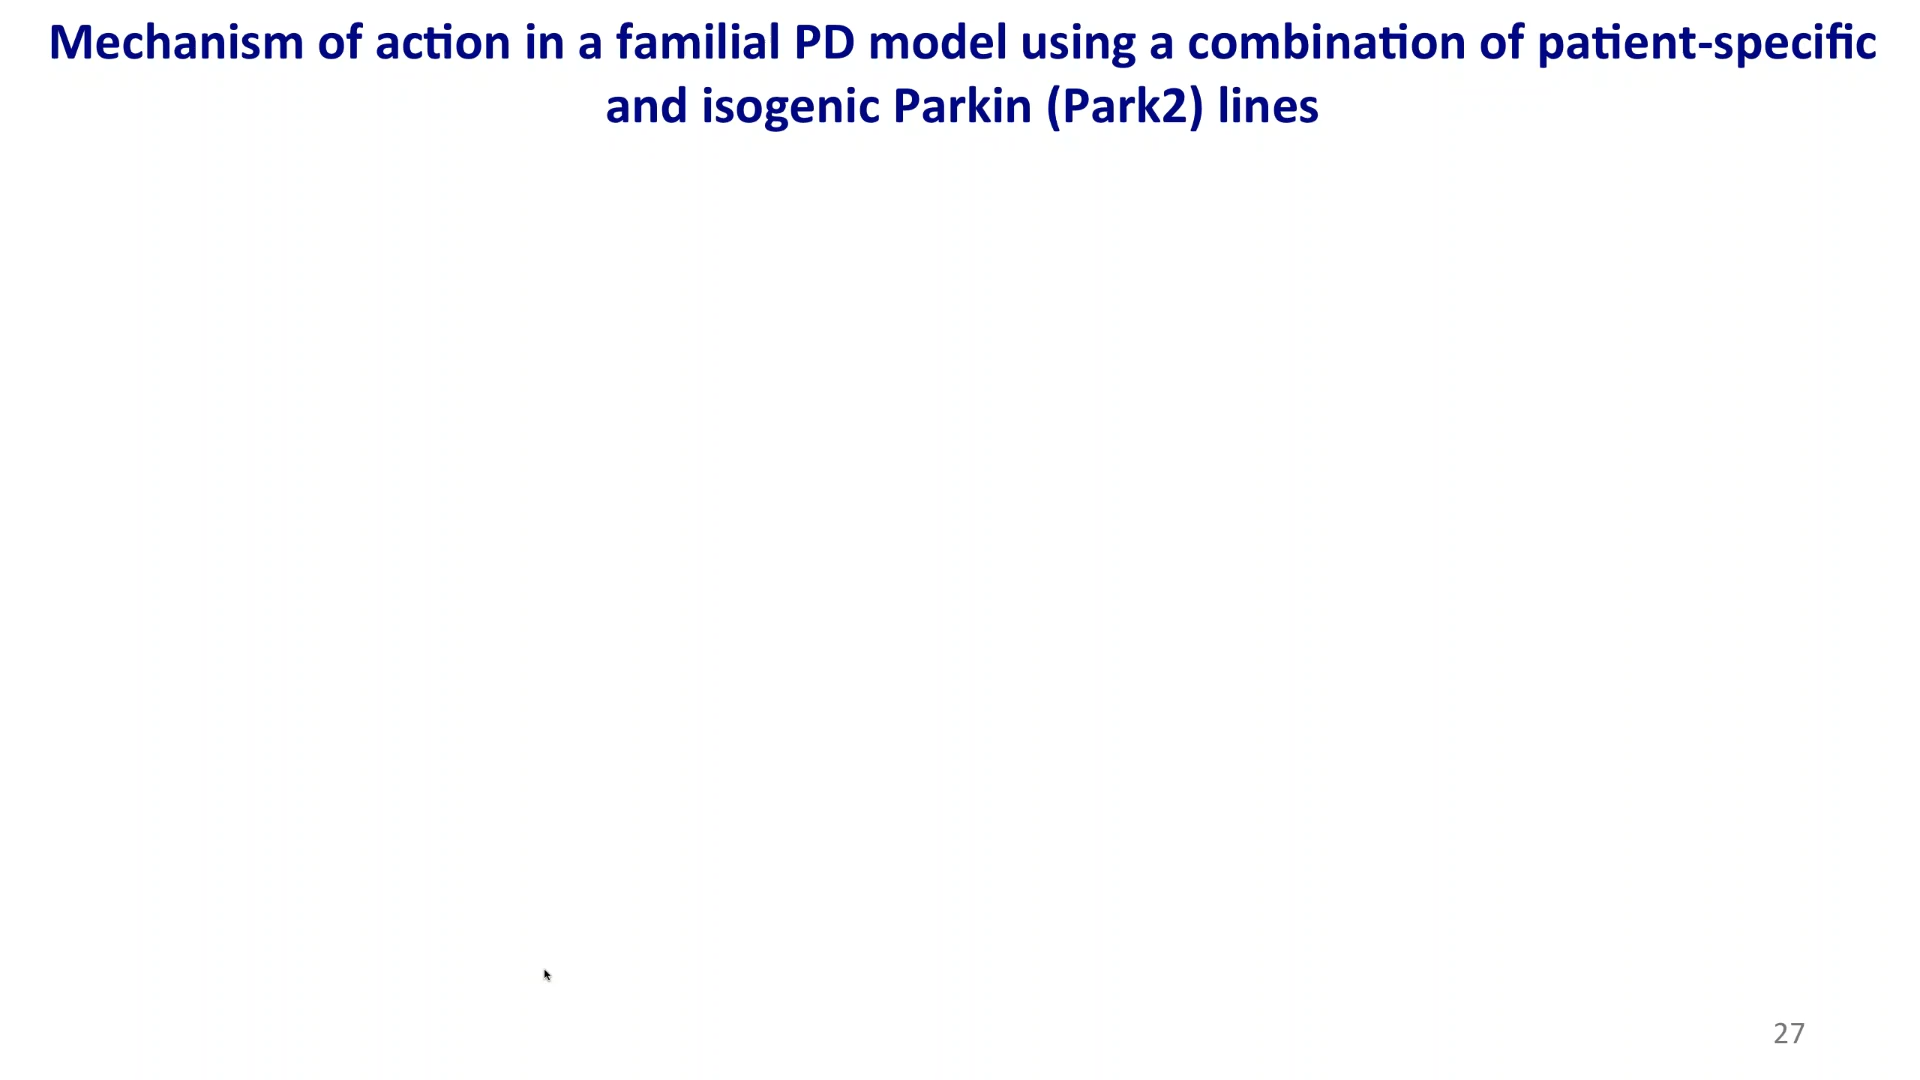 Mechanism of action in a familial PD model using a combination of patient-specific
and isogenic Parkin (Park2) lines
27